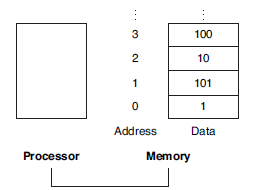 ⋮ ⋮
3 100
2 10
1 101
0 1
Address Data
Processor Memory